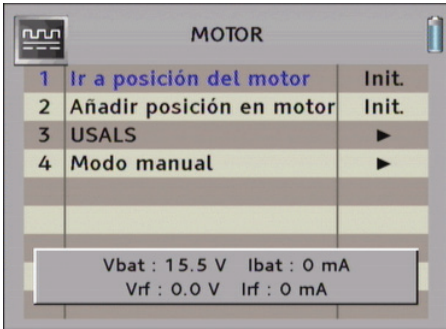 MOTOR
1 Ir a posición del motor Init.
2 Añadir posición en motor Init.
3 USALS ►
4 Modo manual ►
Vbat : 15.5 V Ibat : 0 mA
Vrf : 0.0 V Irf : 0 mA